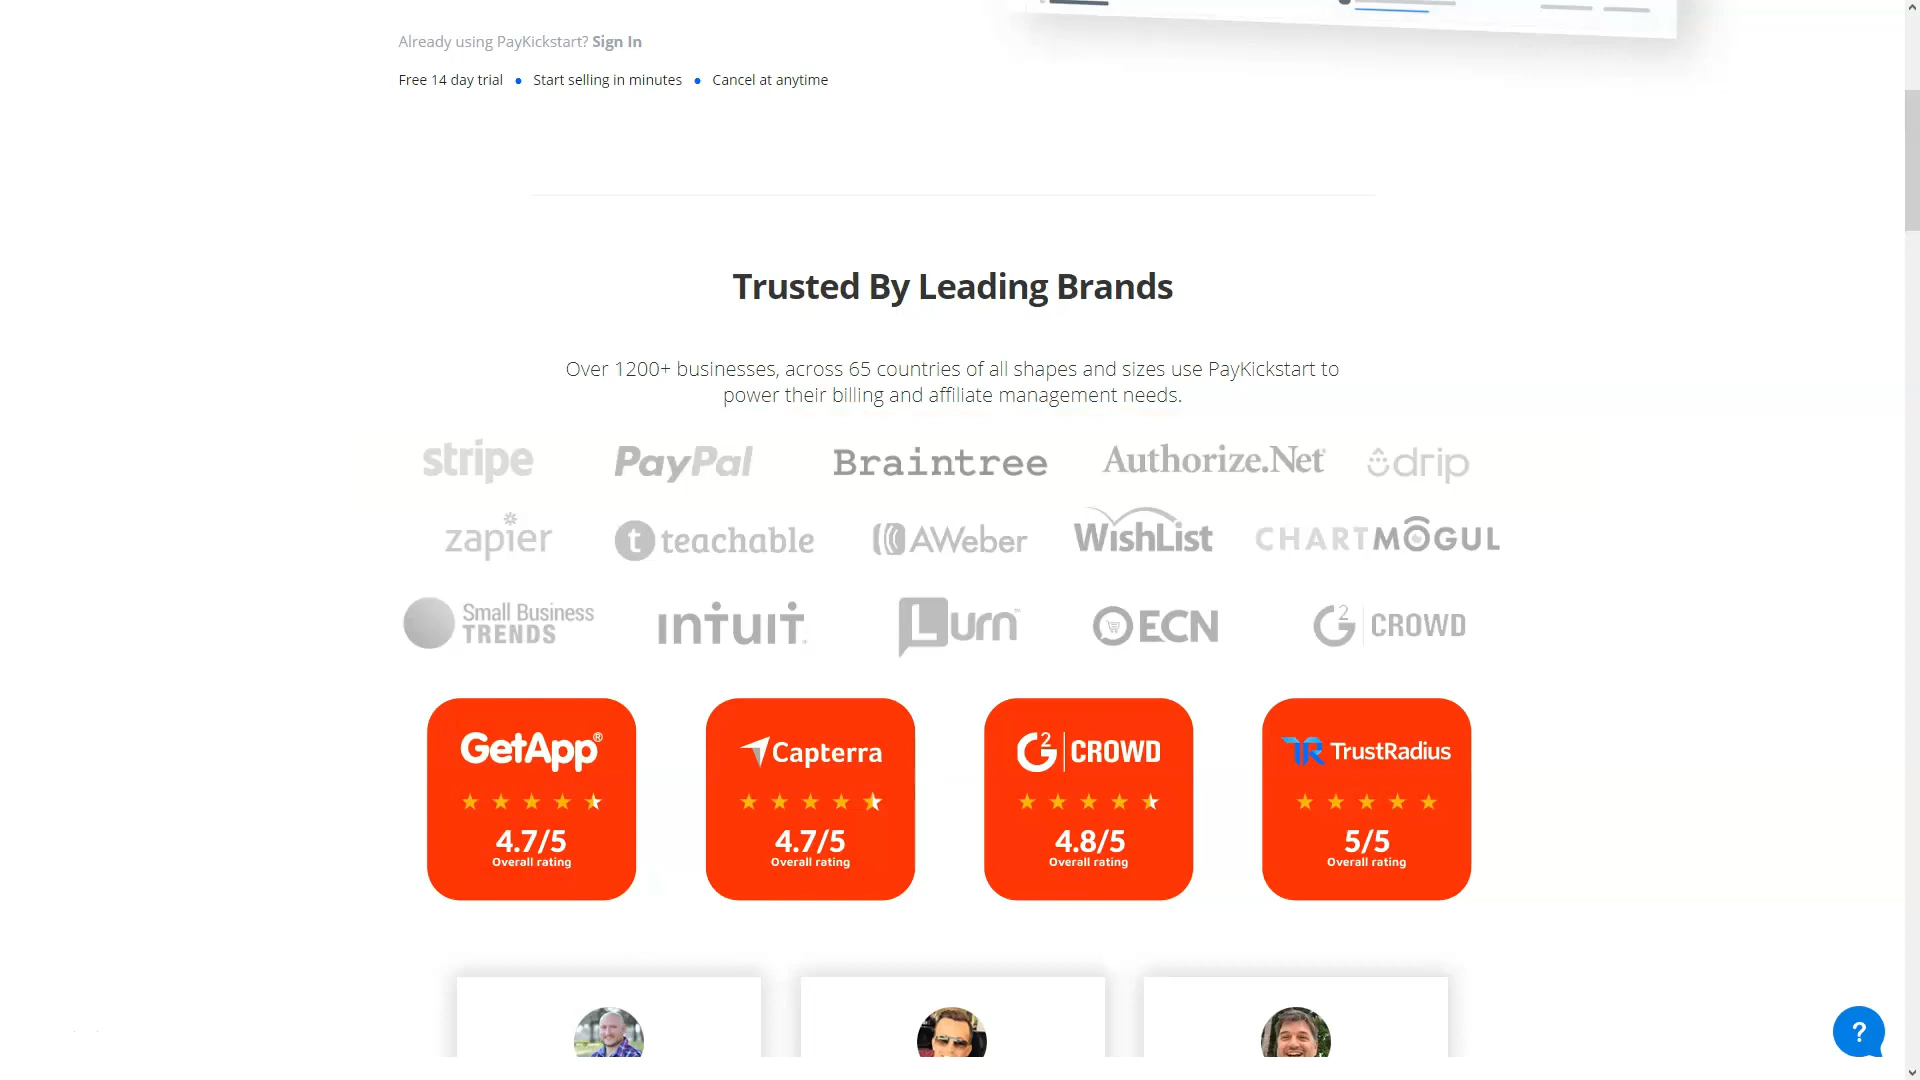 Already using PayKickstart? Sign In
Free 14 day trial • Start selling in minutes • Cancel at anytime
Trusted By Leading Brands
Over 1200+ businesses, across 65 countries of all shapes and sizes use PayKickstart to
power their billing and affiliate management needs.
stripe PayPal Braintree Authorize.Net drip
zapier teachable AWeber WishList CHARTMOGUL
Small Business
TRENDS
intuit Lurn ECN G2 CROWD
GetApp® Capterra G2 CROWD TrustRadius
4.7/5 4.7/5 4.8/5 5/5
Overall rating Overall rating Overall rating Overall rating
?